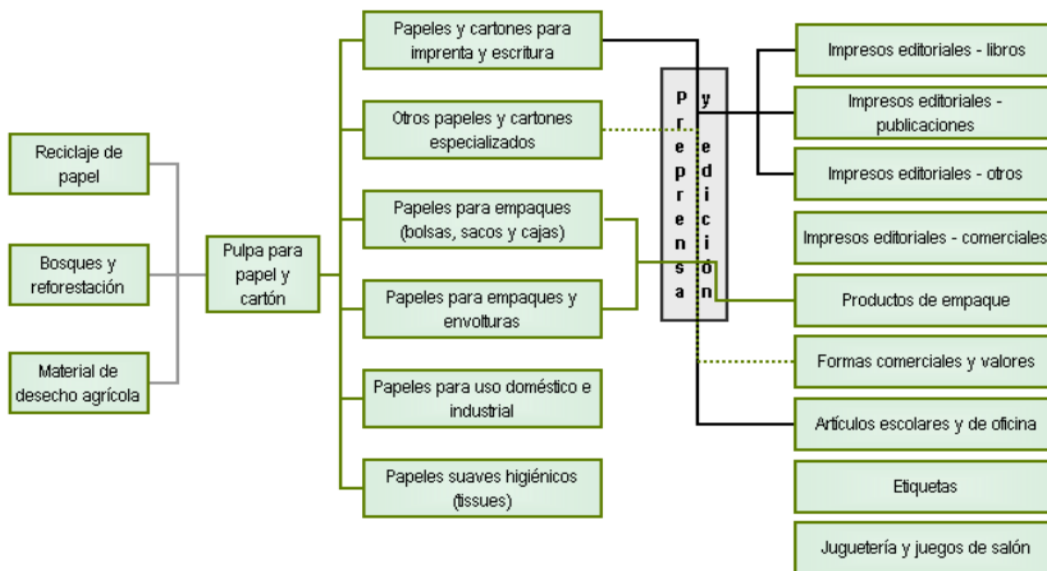 Reciclaje de
papel
Bosques y
reforestación
Material de
desecho agrícola
Pulpa para
papel y
cartón
Papeles y cartones para
imprenta y escritura
Otros papeles y cartones
especializados
Papeles para empaques
(bolsas, sacos y cajas)
Papeles para empaques y
envolturas
Papeles para uso doméstico e
industrial
Papeles suaves higiénicos
(tissues)
preprensa
y edición
Impresos editoriales - libros
Impresos editoriales -
publicaciones
Impresos editoriales - otros
Impresos editoriales - comerciales
Productos de empaque
Formas comerciales y valores
Artículos escolares y de oficina
Etiquetas
Juguetería y juegos de salón